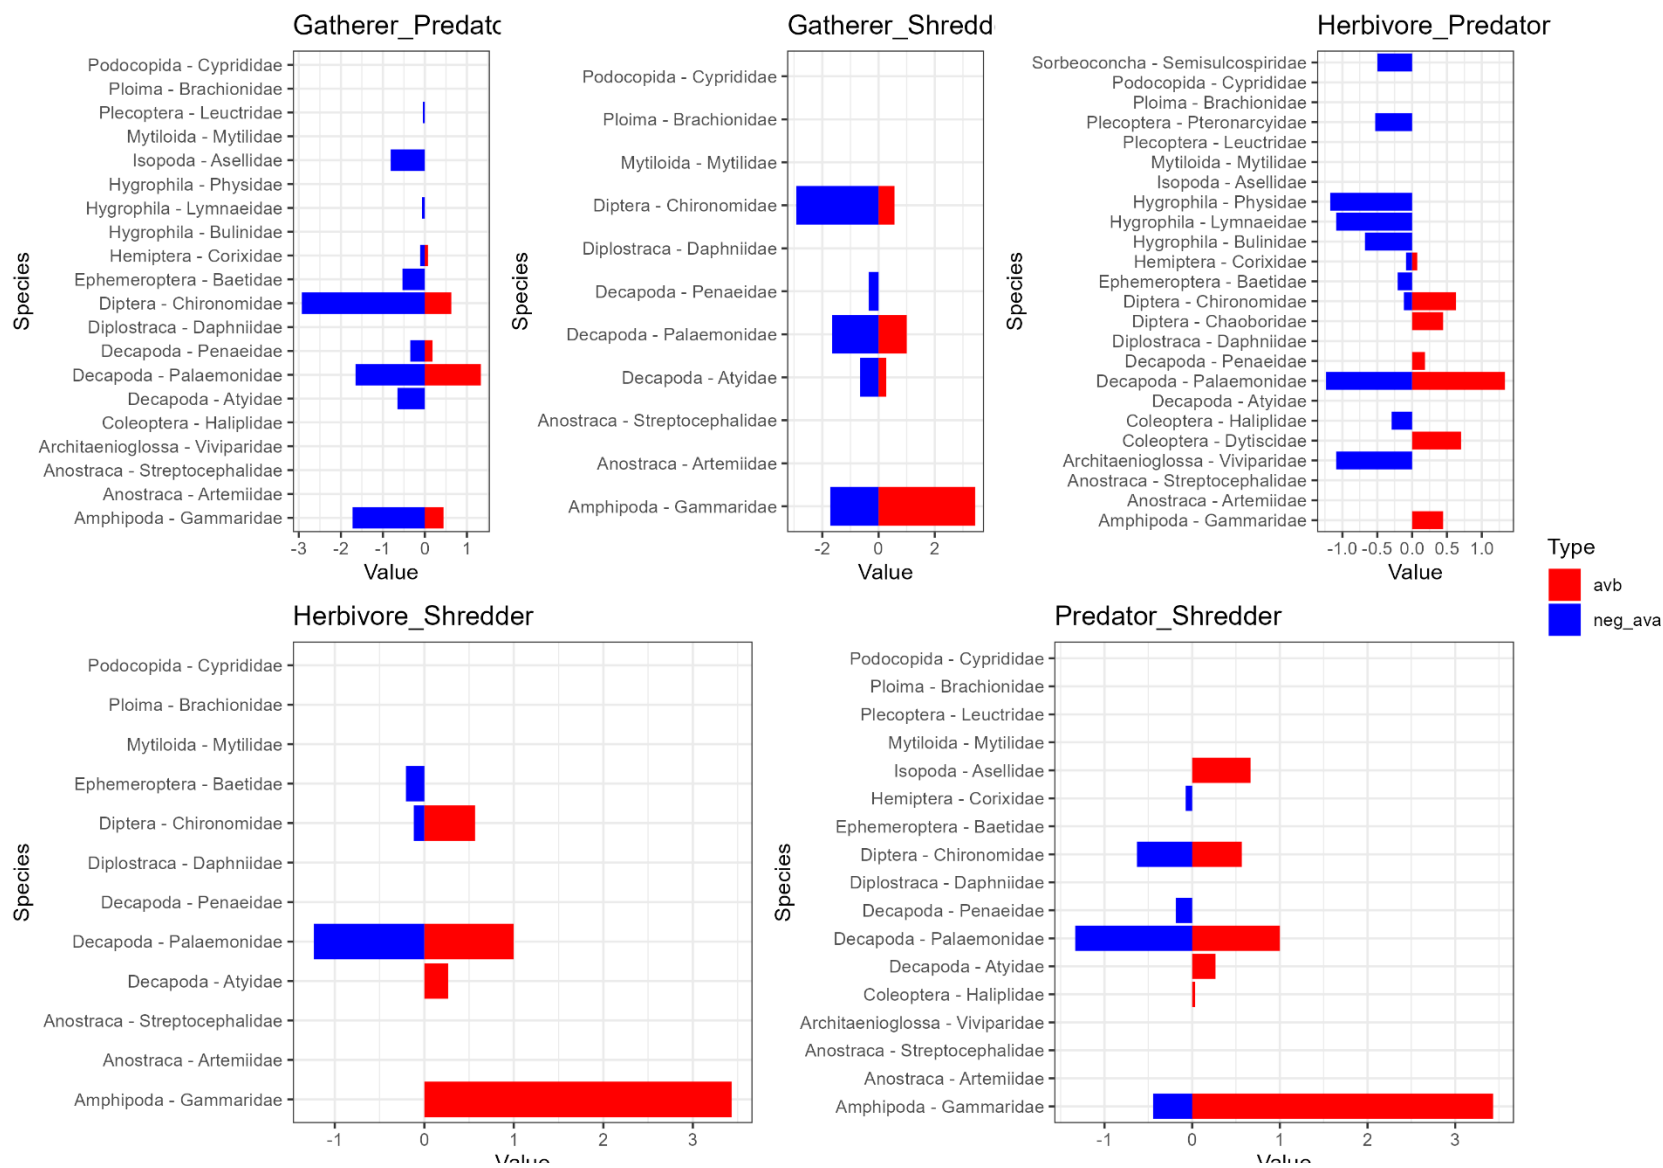 Gatherer_Predatc
Species
Podocopida - Cyprididae
Ploima - Brachionidae
Plecoptera - Leuctridae
Mytiloida - Mytilidae
Isopoda - Asellidae
Hygrophila - Physidae
Hygrophila - Lymnaeidae
Hygrophila - Bulinidae
Hemiptera - Corixidae
Ephemeroptera - Baetidae
Diptera - Chironomidae
Diplostraca - Daphniidae
Decapoda - Penaeidae
Decapoda - Palaemonidae
Decapoda - Atyidae
Coleoptera - Haliplidae
Architaenioglossa - Viviparidae
Anostraca - Streptocephalidae
Anostraca - Artemiidae
Amphipoda - Gammaridae
-3 -2 -1 0 1
Value
Gatherer_Shredd
Species
Podocopida - Cyprididae
Ploima - Brachionidae
Mytiloida - Mytilidae
Diptera - Chironomidae
Diplostraca - Daphniidae
Decapoda - Penaeidae
Decapoda - Palaemonidae
Decapoda - Atyidae
Anostraca - Streptocephalidae
Anostraca - Artemiidae
Amphipoda - Gammaridae
-2 0 2
Value
Herbivore_Predator
Species
Sorbeoconcha - Semisulcospiridae
Podocopida - Cyprididae
Ploima - Brachionidae
Plecoptera - Pteronarcyidae
Plecoptera - Leuctridae
Mytiloida - Mytilidae
Isopoda - Asellidae
Hygrophila - Physidae
Hygrophila - Lymnaeidae
Hygrophila - Bulinidae
Hemiptera - Corixidae
Ephemeroptera - Baetidae
Diptera - Chironomidae
Diptera - Chaoboridae
Diplostraca - Daphniidae
Decapoda - Penaeidae
Decapoda - Palaemonidae
Decapoda - Atyidae
Coleoptera - Haliplidae
Coleoptera - Dytiscidae
Architaenioglossa - Viviparidae
Anostraca - Streptocephalidae
Anostraca - Artemiidae
Amphipoda - Gammaridae
-1.0 -0.5 0.0 0.5 1.0
Value
Type
avb
neg_ava
Herbivore_Shredder
Species
Podocopida - Cyprididae
Ploima - Brachionidae
Mytiloida - Mytilidae
Ephemeroptera - Baetidae
Diptera - Chironomidae
Diplostraca - Daphniidae
Decapoda - Penaeidae
Decapoda - Palaemonidae
Decapoda - Atyidae
Anostraca - Streptocephalidae
Anostraca - Artemiidae
Amphipoda - Gammaridae
-1 0 1 2 3
Value
Predator_Shredder
Species
Podocopida - Cyprididae
Ploima - Brachionidae
Plecoptera - Leuctridae
Mytiloida - Mytilidae
Isopoda - Asellidae
Hemiptera - Corixidae
Ephemeroptera - Baetidae
Diptera - Chironomidae
Diplostraca - Daphniidae
Decapoda - Penaeidae
Decapoda - Palaemonidae
Decapoda - Atyidae
Coleoptera - Haliplidae
Architaenioglossa - Viviparidae
Anostraca - Streptocephalidae
Anostraca - Artemiidae
Amphipoda - Gammaridae
-1 0 1 2 3
Value